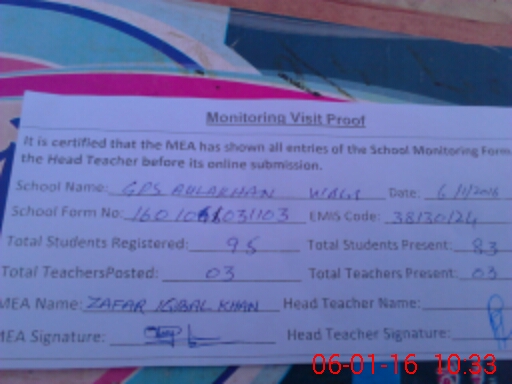 Monitoring Visit Proof
It is certified that the MEA has shown all entries of the School Monitoring Form
the Head Teacher before its online submission.
School Name: GPS AULAKHAN WALI Date: 6/1/2016
School Form No: EMIS Code: 38130124
Total Students Registered: 95 Total Students Present: 83
Total TeachersPosted: 03 Total Teachers Present: 03
MEA Name: ZAFAR IQBAL KHAN Head Teacher Name:
MEA Signature: Head Teacher Signature:
06-01-16 10:33